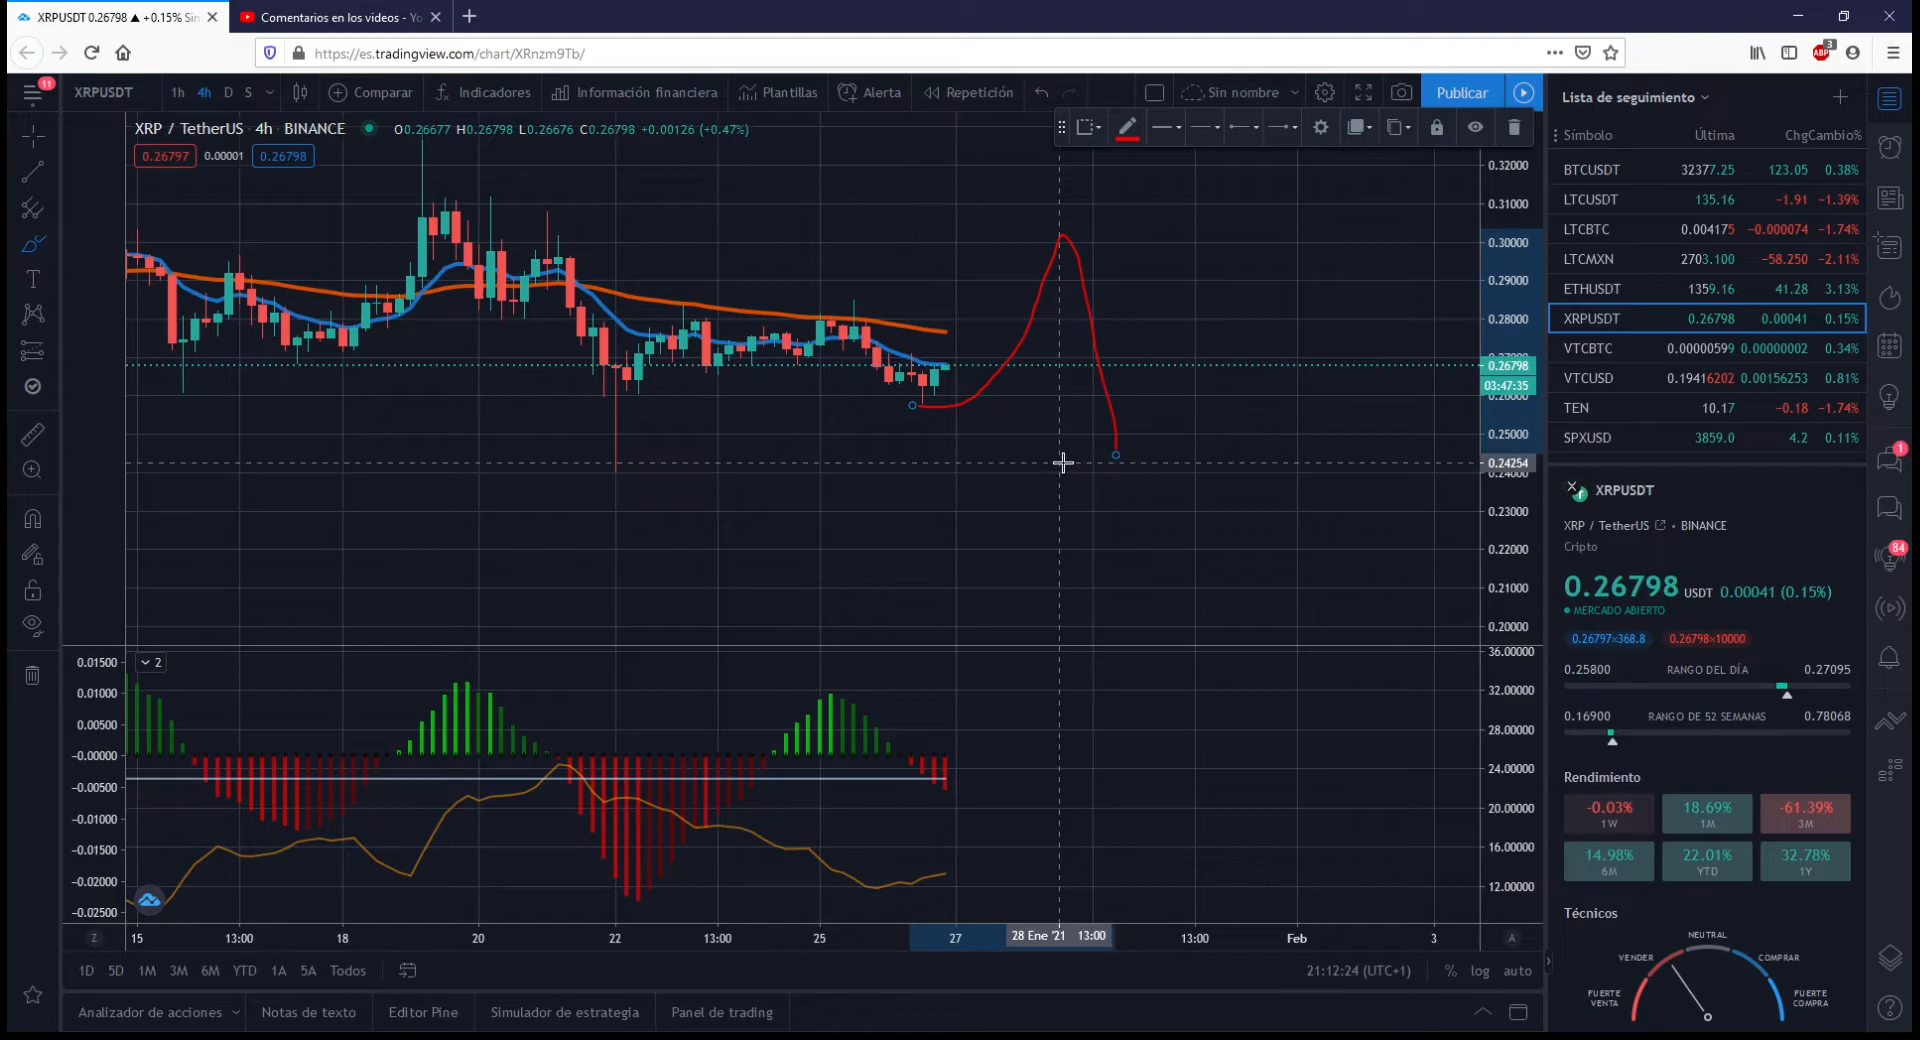 XRPUSDT 0.26798 ▲ +0.15% Sin
Comentarios en los videos - Yo
https://es.tradingview.com/chart/XRnzm9Tb/
ABP
3
11
XRPUSDT 1h 4h D S Comparar Indicadores Información financiera Plantillas Alerta Repetición Sin nombre Publicar
XRP / TetherUS · 4h · BINANCE O0.26677 H0.26798 L0.26676 C0.26798 +0.00126 (+0.47%)
0.26797 0.00001 0.26798
0.32000
0.31000
0.30000
0.29000
0.28000
0.26798
03:47:35
0.26000
0.25000
0.24254
0.24000
0.23000
0.22000
0.21000
0.20000
2
0.01500
0.01000
0.00500
-0.00000
-0.00500
-0.01000
-0.01500
-0.02000
-0.02500
36.00000
32.00000
28.00000
24.00000
20.00000
16.00000
12.00000
Z 15 13:00 18 20 22 13:00 25 27 28 Ene '21 13:00 13:00 Feb 3 A
1D 5D 1M 3M 6M YTD 1A 5A Todos 21:12:24 (UTC+1) % log auto
Analizador de acciones Notas de texto Editor Pine Simulador de estrategia Panel de trading
Lista de seguimiento
Símbolo Última Chg Cambio%
BTCUSDT 32377.25 123.05 0.38%
LTCUSDT 135.16 −1.91 −1.39%
LTCBTC 0.004175 −0.000074 −1.74%
LTCMXN 2703.100 −58.250 −2.11%
ETHUSDT 1359.16 41.28 3.13%
XRPUSDT 0.26798 0.00041 0.15%
VTCBTC 0.00000599 0.00000002 0.34%
VTCUSD 0.19416202 0.00156253 0.81%
TEN 10.17 −0.18 −1.74%
SPXUSD 3859.0 4.2 0.11%
XRPUSDT
XRP / TetherUS • BINANCE
Cripto
0.26798 USDT 0.00041 (0.15%)
MERCADO ABIERTO
0.26797×368.8 0.26798×10000
0.25800 RANGO DEL DÍA 0.27095
0.16900 RANGO DE 52 SEMANAS 0.78068
Rendimiento
-0.03% 18.69% -61.39%
1W 1M 3M
14.98% 22.01% 32.78%
6M YTD 1Y
Técnicos
NEUTRAL
VENDER COMPRAR
FUERTE VENTA
FUERTE COMPRA
1
84